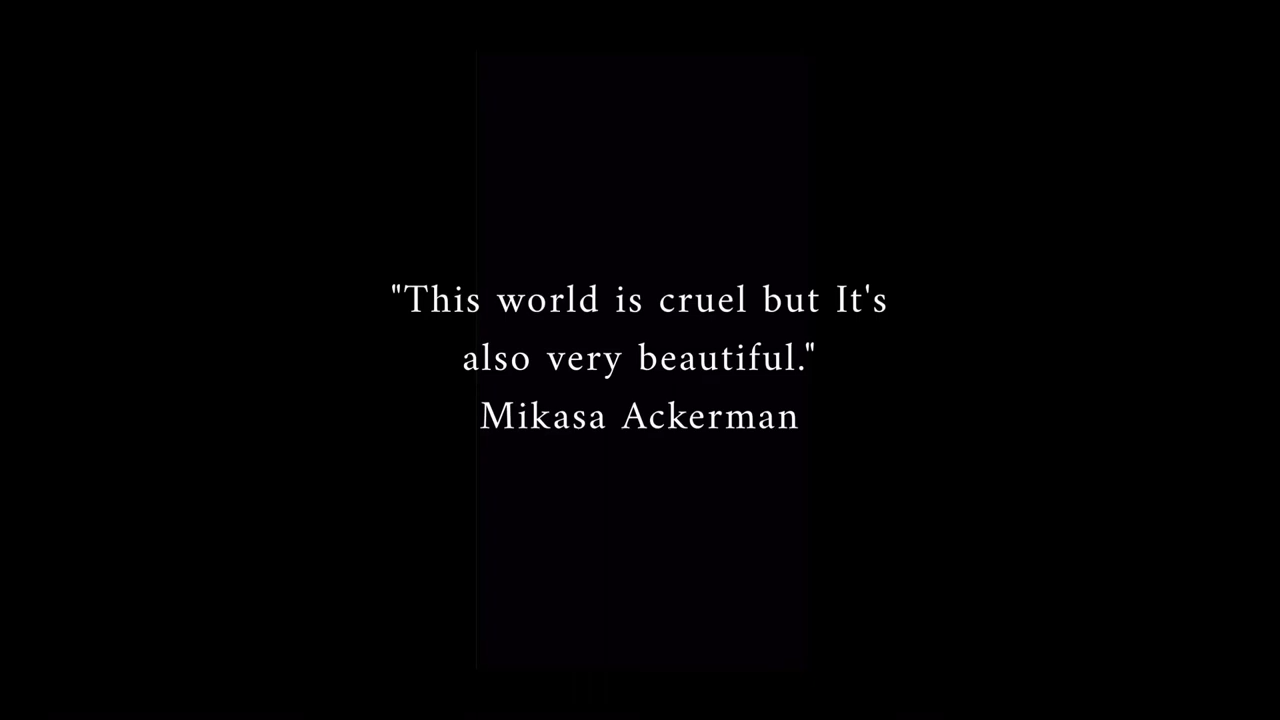 "This world is cruel but It's
also very beautiful."
Mikasa Ackerman